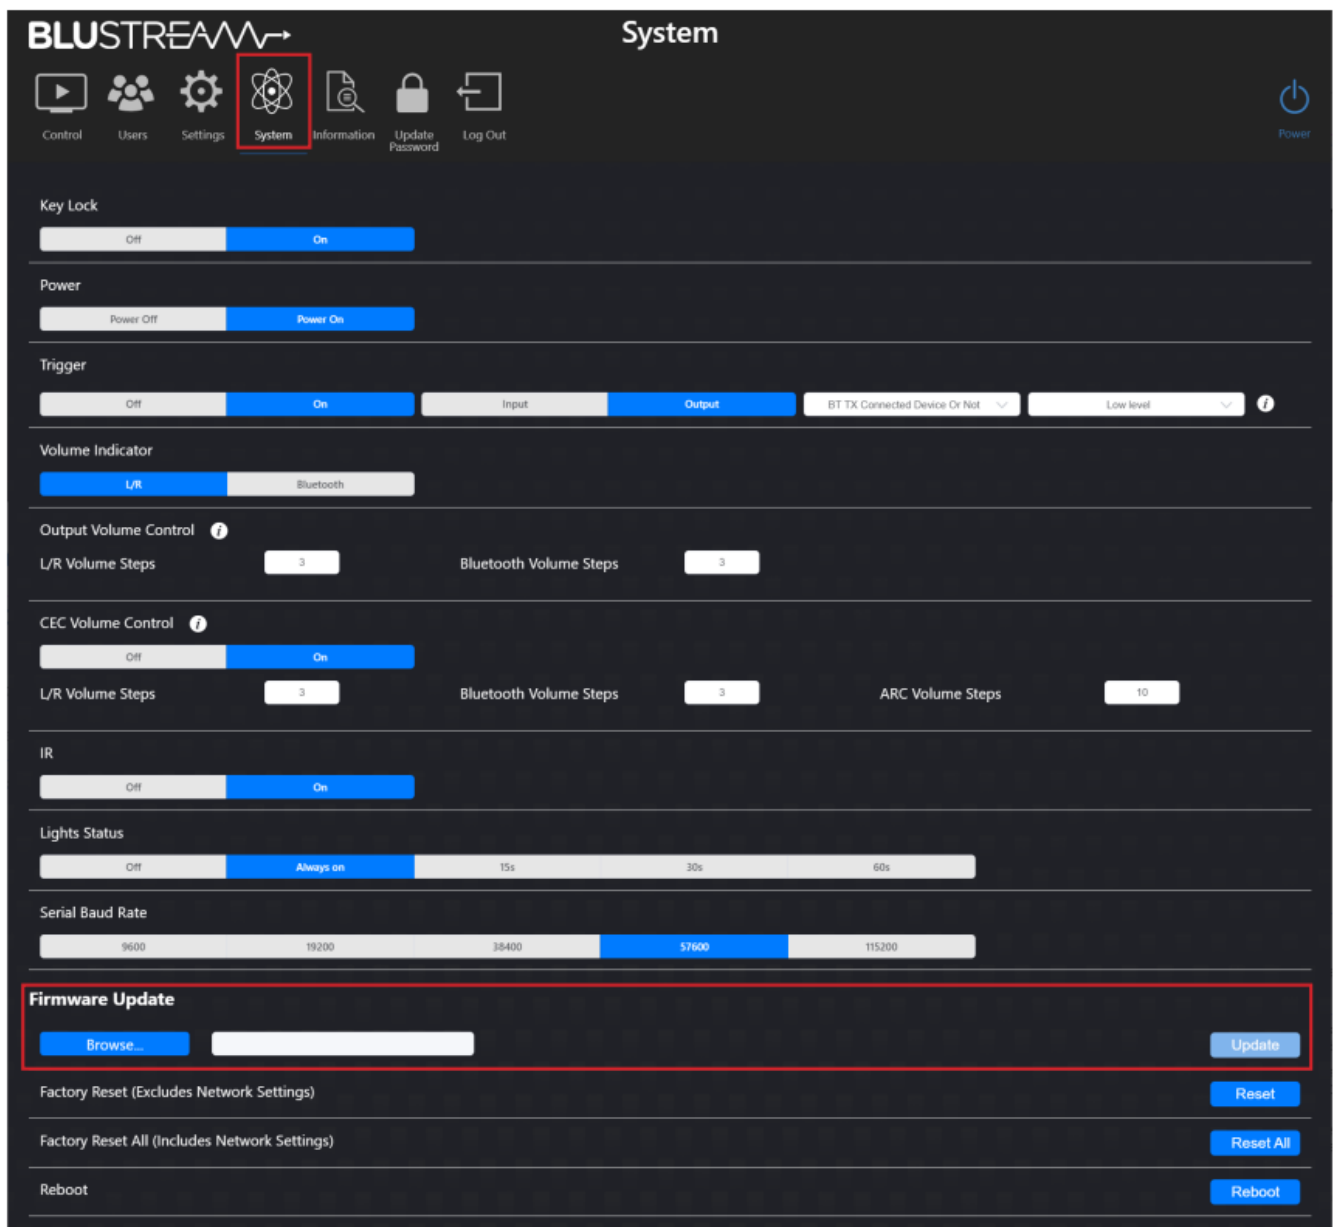 BLUSTREAM
System
Control Users Settings System Information Update Password Log Out
Power
Key Lock
Off On
Power
Power Off Power On
Trigger
Off On Input Output BT TX Connected Device Or Not Low level i
Volume Indicator
L/R Bluetooth
Output Volume Control i
L/R Volume Steps 3 Bluetooth Volume Steps 3
CEC Volume Control i
Off On
L/R Volume Steps 3 Bluetooth Volume Steps 3 ARC Volume Steps 10
IR
Off On
Lights Status
Off Always on 15s 30s 60s
Serial Baud Rate
9600 19200 38400 57600 115200
Firmware Update
Browse... Update
Factory Reset (Excludes Network Settings) Reset
Factory Reset All (Includes Network Settings) Reset All
Reboot Reboot